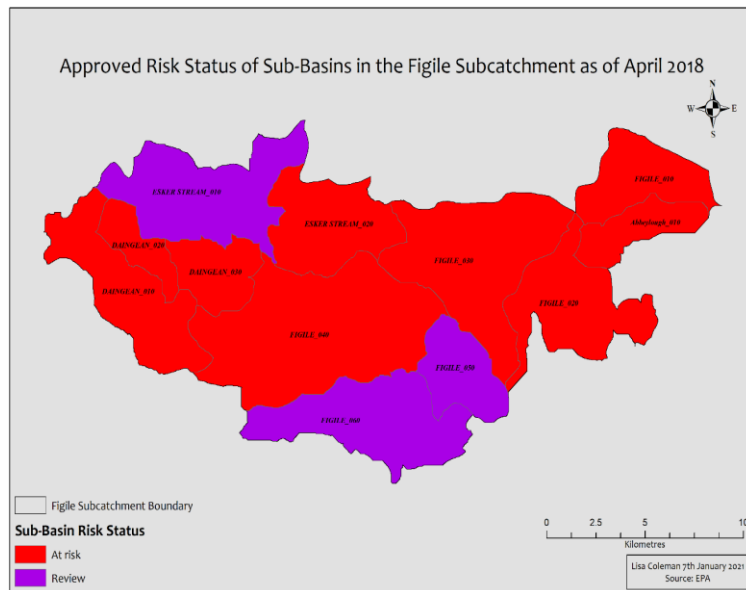 Approved Risk Status of Sub-Basins in the Figile Subcatchment as of April 2018
N
W E
S
FIGILE_010
ESKER STREAM_010
Abbeylough_010
ESKER STREAM_020
DAINGEAN_020
FIGILE_030
DAINGEAN_030
DAINGEAN_010
FIGILE_020
FIGILE_040
FIGILE_050
FIGILE_060
Figile Subcatchment Boundary
Sub-Basin Risk Status
At risk
Review
0 2.5 5 10
Kilometres
Lisa Coleman 7th January 2021
Source: EPA